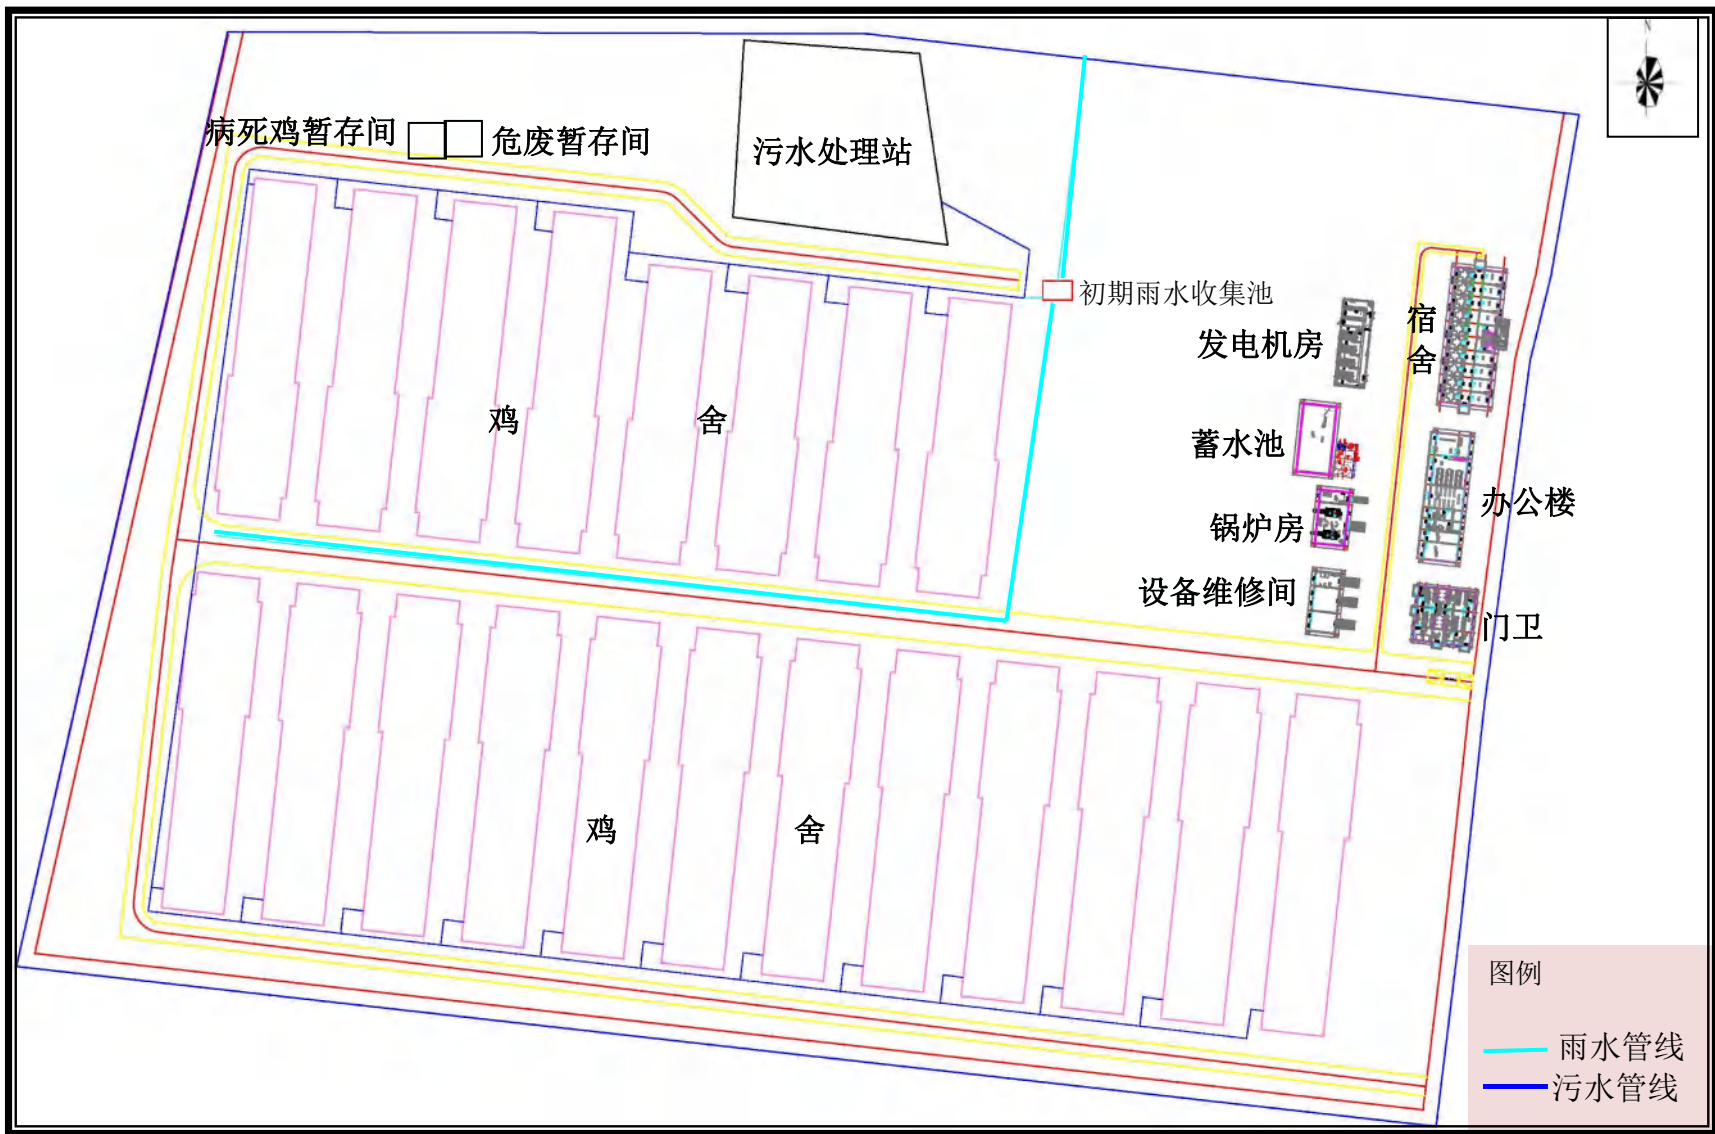 N
病死鸡暂存间
危废暂存间
污水处理站
初期雨水收集池
发电机房
宿
舍
鸡
舍
蓄水池
办公楼
锅炉房
设备维修间
门卫
鸡
舍
图例
雨水管线
污水管线